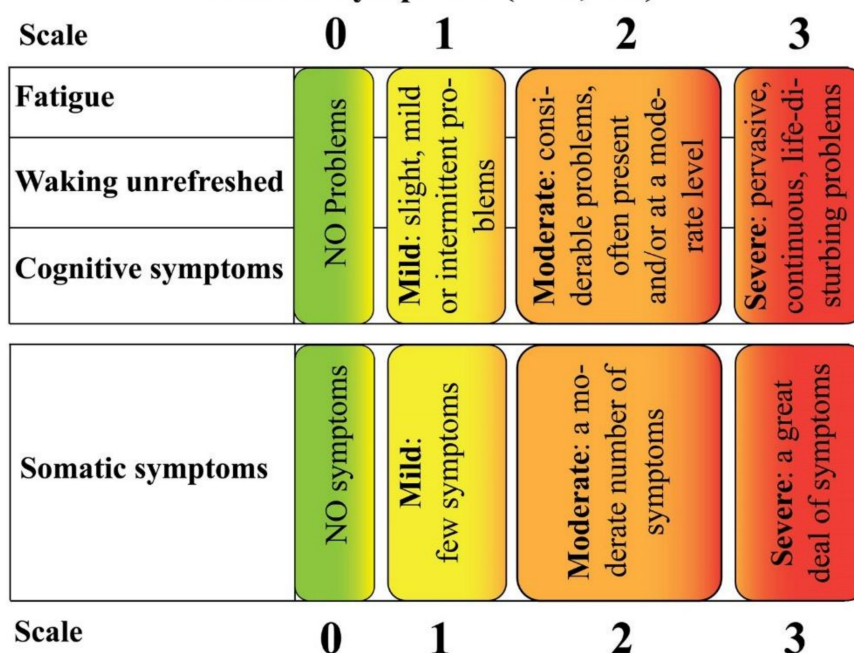 Scale 0 1 2 3
Fatigue
Waking unrefreshed
Cognitive symptoms
NO Problems
Mild: slight, mild
or intermittent pro-
blems
Moderate: consi-
derable problems,
often present
and/or at a mode-
rate level
Severe: pervasive,
continuous, life-di-
sturbing problems
Somatic symptoms
NO symptoms
Mild:
few symptoms
Moderate: a mo-
derate number of
symptoms
Severe: a great
deal of symptoms
Scale 0 1 2 3